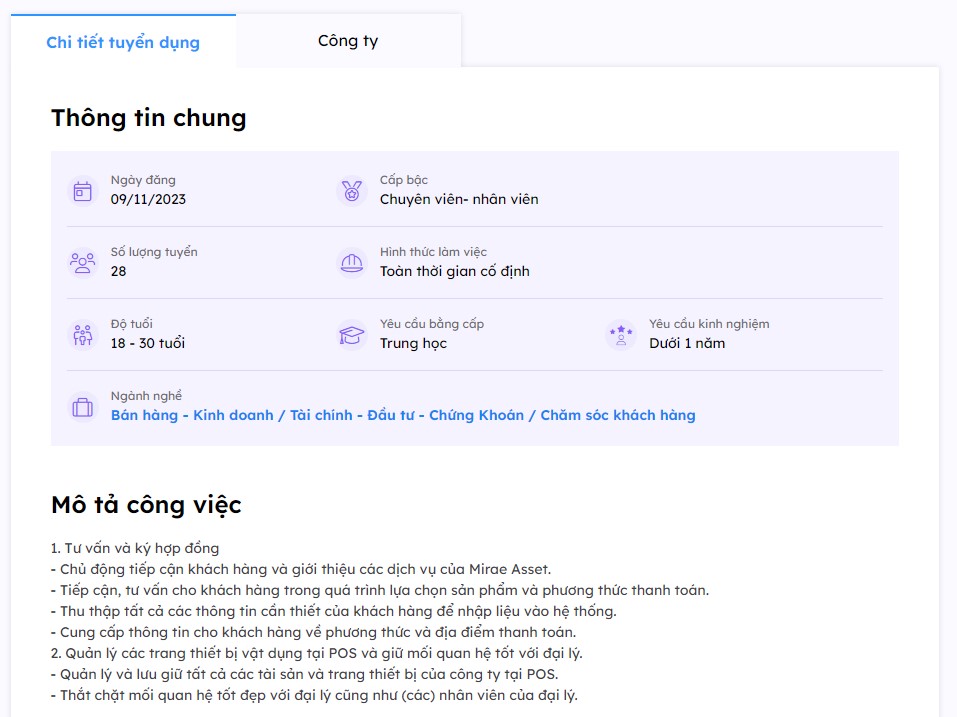 Chi tiết tuyển dụng
Công ty
Thông tin chung
Ngày đăng
09/11/2023
Cấp bậc
Chuyên viên- nhân viên
Số lượng tuyển
28
Hình thức làm việc
Toàn thời gian cố định
Độ tuổi
18 - 30 tuổi
Yêu cầu bằng cấp
Trung học
Yêu cầu kinh nghiệm
Dưới 1 năm
Ngành nghề
Bán hàng - Kinh doanh / Tài chính - Đầu tư - Chứng Khoán / Chăm sóc khách hàng
Mô tả công việc
1. Tư vấn và ký hợp đồng
- Chủ động tiếp cận khách hàng và giới thiệu các dịch vụ của Mirae Asset.
- Tiếp cận, tư vấn cho khách hàng trong quá trình lựa chọn sản phẩm và phương thức thanh toán.
- Thu thập tất cả các thông tin cần thiết của khách hàng để nhập liệu vào hệ thống.
- Cung cấp thông tin cho khách hàng về phương thức và địa điểm thanh toán.
2. Quản lý các trang thiết bị vật dụng tại POS và giữ mối quan hệ tốt với đại lý.
- Quản lý và lưu giữ tất cả các tài sản và trang thiết bị của công ty tại POS.
- Thắt chặt mối quan hệ tốt đẹp với đại lý cũng như (các) nhân viên của đại lý.